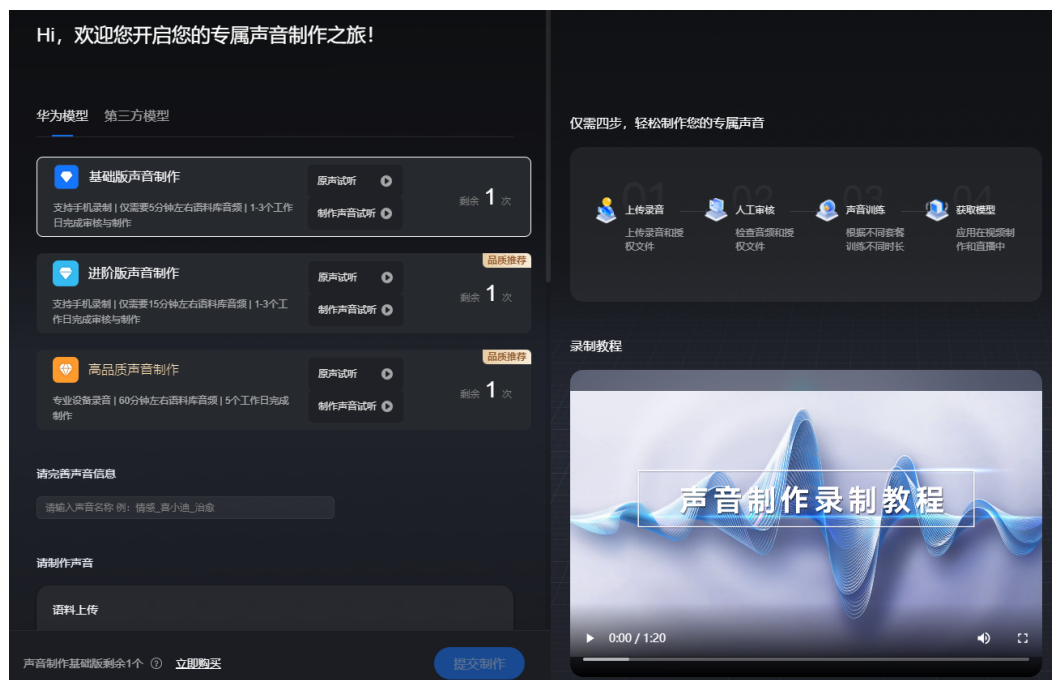 Hi，欢迎您开启您的专属声音制作之旅！
华为模型 第三方模型
基础版声音制作
支持手机录制 | 仅需要5分钟左右语料库音频 | 1-3个工作
日完成审核与制作
原声试听
制作声音试听
剩余 1 次
品质推荐
进阶版声音制作
支持手机录制 | 仅需要15分钟左右语料库音频 | 1-3个工
作日完成审核与制作
原声试听
制作声音试听
剩余 1 次
品质推荐
高品质声音制作
专业设备录音 | 60分钟左右语料库音频 | 5个工作日完成
制作
原声试听
制作声音试听
剩余 1 次
请完善声音信息
请输入声音名称 例：情感_喜小迪_治愈
请制作声音
语料上传
声音制作基础版剩余1个 ? 立即购买
提交制作
仅需四步，轻松制作您的专属声音
01
上传录音
上传录音和授
权文件
02
人工审核
检查音频和授
权文件
03
声音训练
根据不同套餐
训练不同时长
04
获取模型
应用在视频制
作和直播中
录制教程
声音制作录制教程
0:00 / 1:20